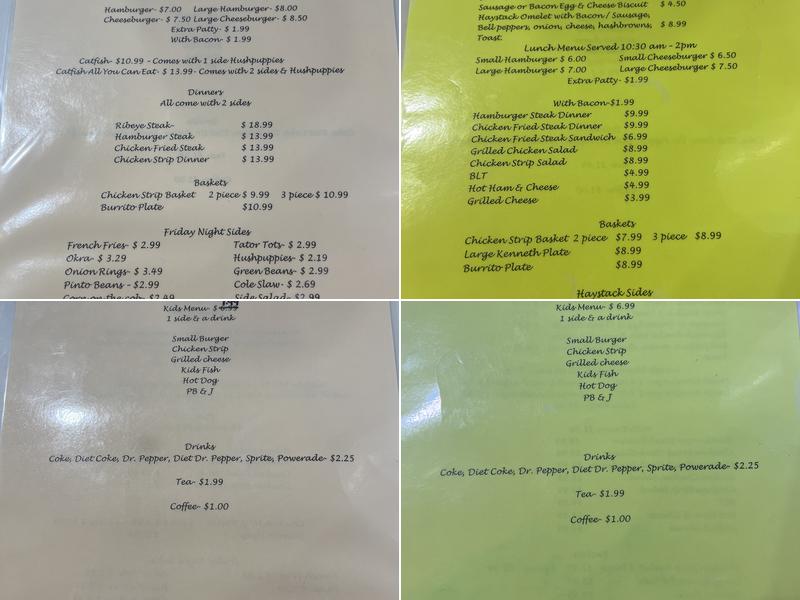 Hamburger- $7.00 Large Hamburger- $8.00
Cheeseburger- $ 7.50 Large Cheeseburger- $ 8.50
Extra Patty- $ 1.99
With Bacon- $ 1.99
Catfish- $10.99 - Comes with 1 side Hushpuppies
Catfish All You Can Eat- $ 13.99- Comes with 2 sides & Hushpuppies
Dinners
All come with 2 sides
Ribeye Steak- $ 18.99
Hamburger Steak $ 13.99
Chicken Fried Steak $ 13.99
Chicken Strip Dinner $ 13.99
Baskets
Chicken Strip Basket 2 piece $ 9.99 3 piece $ 10.99
Burrito Plate $10.99
Friday Night Sides
French Fries- $ 2.99 Tator Tots- $ 2.99
Okra- $ 3.29 Hushpuppies- $ 2.19
Onion Rings- $ 3.49 Green Beans- $ 2.99
Pinto Beans- $2.99 Cole Slaw- $ 2.69
Corn on the cob- $2.49 Side Salad- $2.99
Sausage or Bacon Egg & Cheese Biscuit $ 4.50
Haystack Omelet with Bacon / Sausage,
Bell peppers, onion, cheese, hashbrowns, $ 8.99
Toast.
Lunch Menu Served 10:30 am - 2pm
Small Hamburger $ 6.00 Small Cheeseburger $ 6.50
Large Hamburger $ 7.00 Large Cheeseburger $ 7.50
Extra Patty- $1.99
With Bacon-$1.99
Hamburger Steak Dinner $9.99
Chicken Fried Steak Dinner $9.99
Chicken Fried Steak Sandwich $6.99
Grilled Chicken Salad $8.99
Chicken Strip Salad $8.99
BLT $4.99
Hot Ham & Cheese $4.99
Grilled Cheese $3.99
Baskets
Chicken Strip Basket 2 piece $7.99 3 piece $8.99
Large Kenneth Plate $8.99
Burrito Plate $8.99
Haystack Sides
Kids Menu- $ 6.99
1 side & a drink
Small Burger
Chicken Strip
Grilled cheese
Kids Fish
Hot Dog
PB & J
Drinks
Coke, Diet Coke, Dr. Pepper, Diet Dr. Pepper, Sprite, Powerade- $2.25
Tea- $1.99
Coffee- $1.00
Kids Menu- $ 6.99
1 side & a drink
Small Burger
Chicken Strip
Grilled cheese
Kids Fish
Hot Dog
PB & J
Drinks
Coke, Diet Coke, Dr. Pepper, Diet Dr. Pepper, Sprite, Powerade- $2.25
Tea- $1.99
Coffee- $1.00